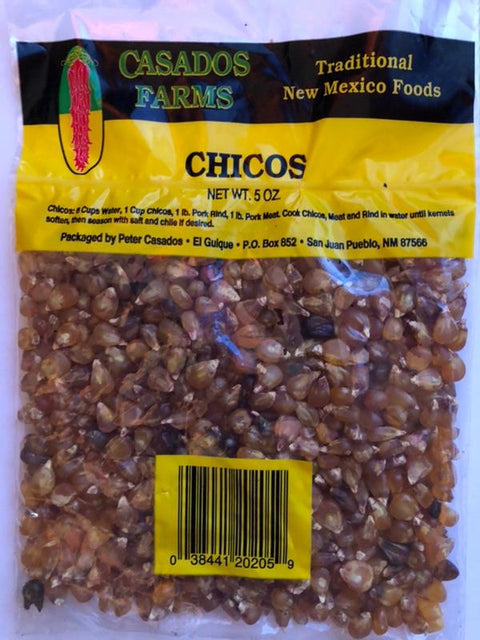 CASADOS
FARMS
Traditional
New Mexico Foods
CHICOS
NET WT. 5 OZ
Chicos: 8 Cups Water, 1 Cup Chicos, 1 lb. Pork Rind, 1 lb. Pork Meat. Cook Chicos, Meat and Rind in water until kernels
soften, then season with salt and chile if desired.
Packaged by Peter Casados • El Guique • P.O. Box 852 • San Juan Pueblo, NM 87566
0 38441 20205 9